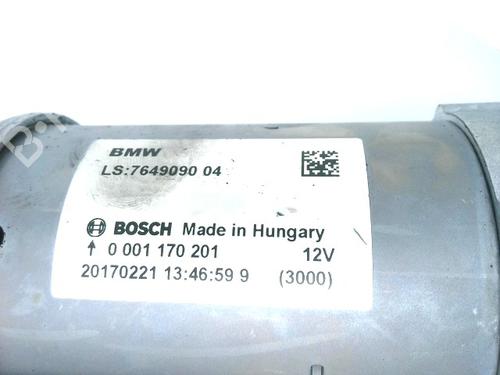 BMW
LS:7649090 04
BOSCH Made in Hungary
0 001 170 201 12V
20170221 13:46:59 9 (3000)